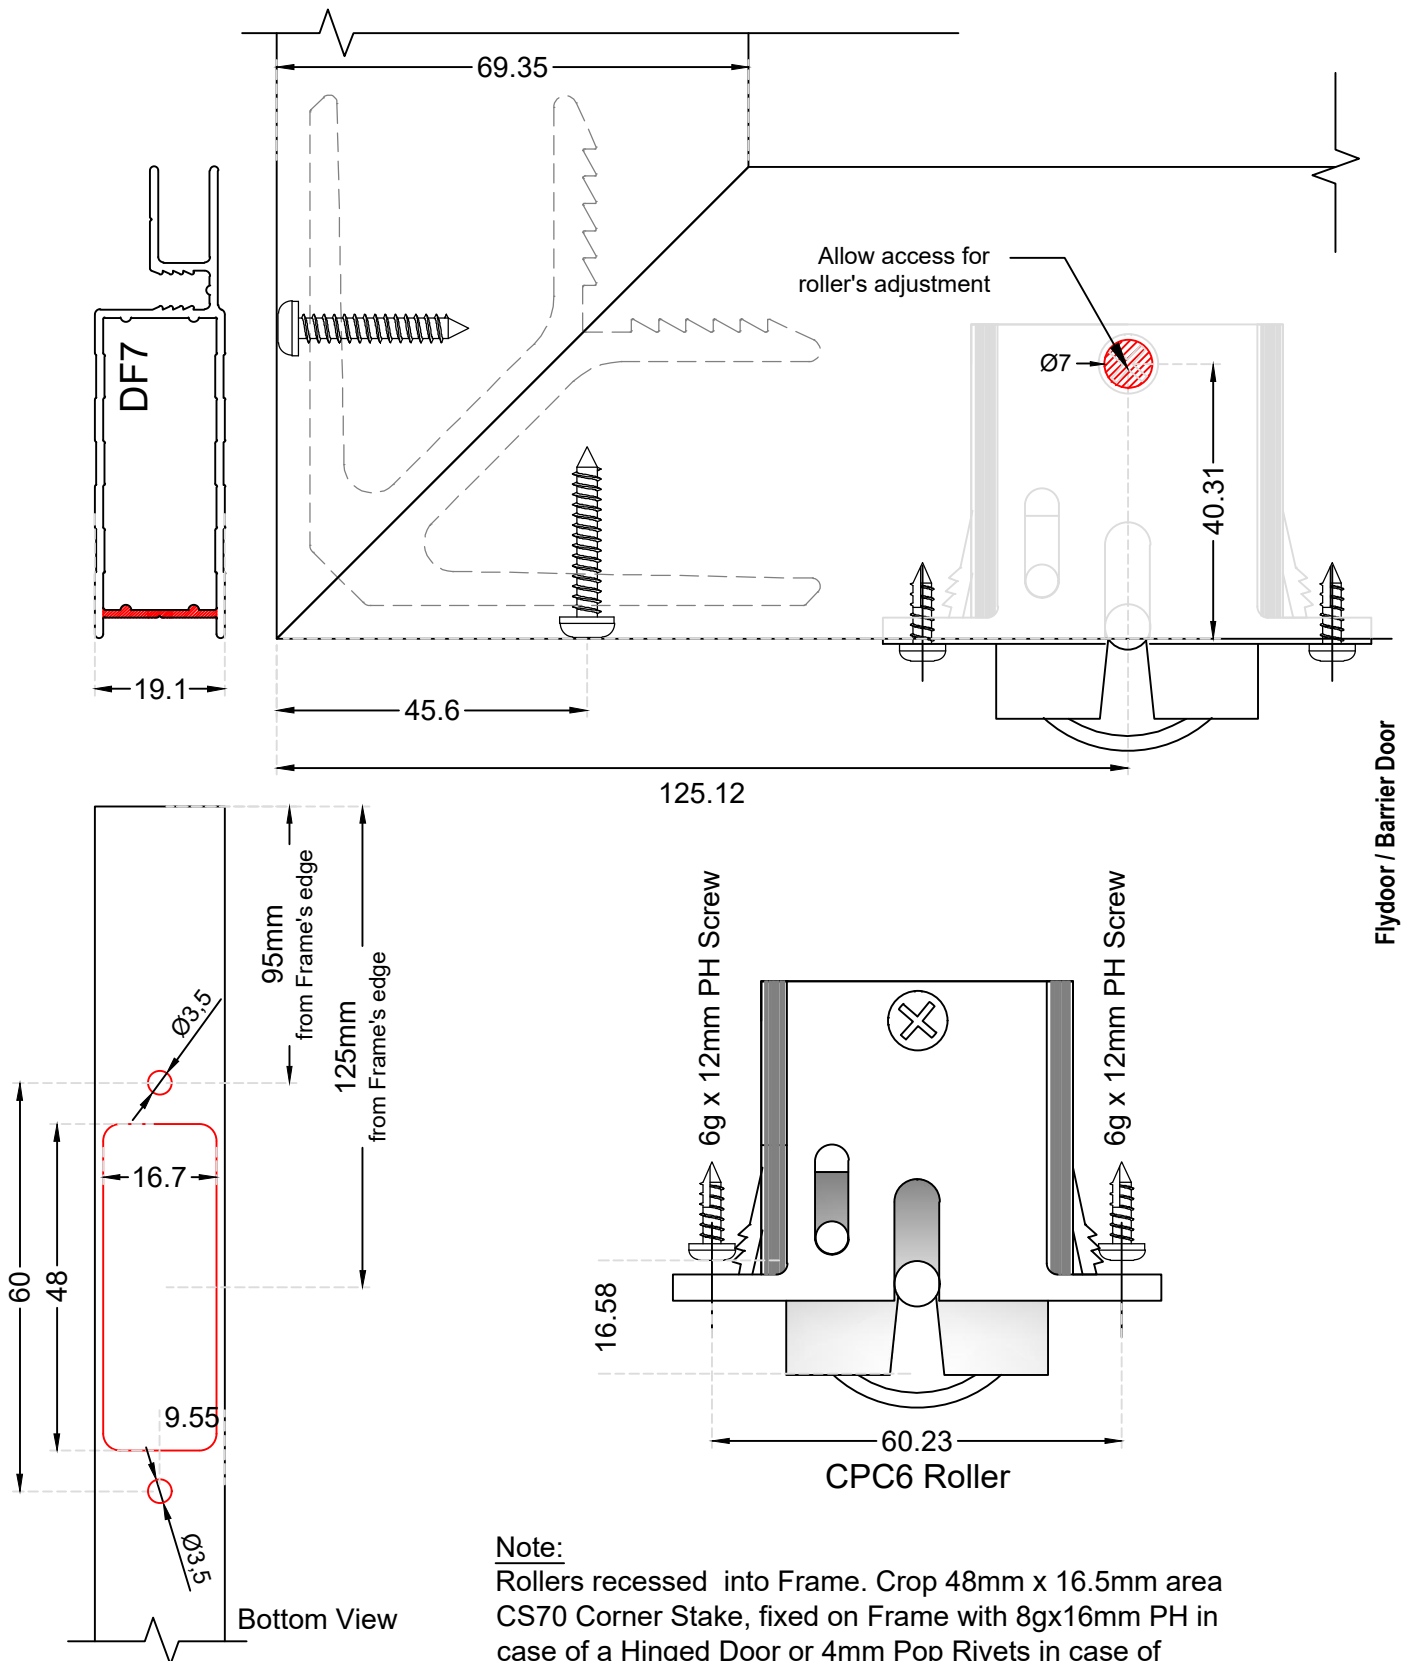 69.35
Allow access for
roller's adjustment
Ø7
DF7
40.31
19.1
45.6
125.12
Flydoor / Barrier Door
95mm
from Frame's edge
125mm
from Frame's edge
Ø3,5
16.7
60
48
9.55
Ø3,5
Bottom View
6g x 12mm PH Screw
6g x 12mm PH Screw
16.58
60.23
CPC6 Roller
Note:
Rollers recessed into Frame. Crop 48mm x 16.5mm area
CS70 Corner Stake, fixed on Frame with 8gx16mm PH in
case of a Hinged Door or 4mm Pop Rivets in case of